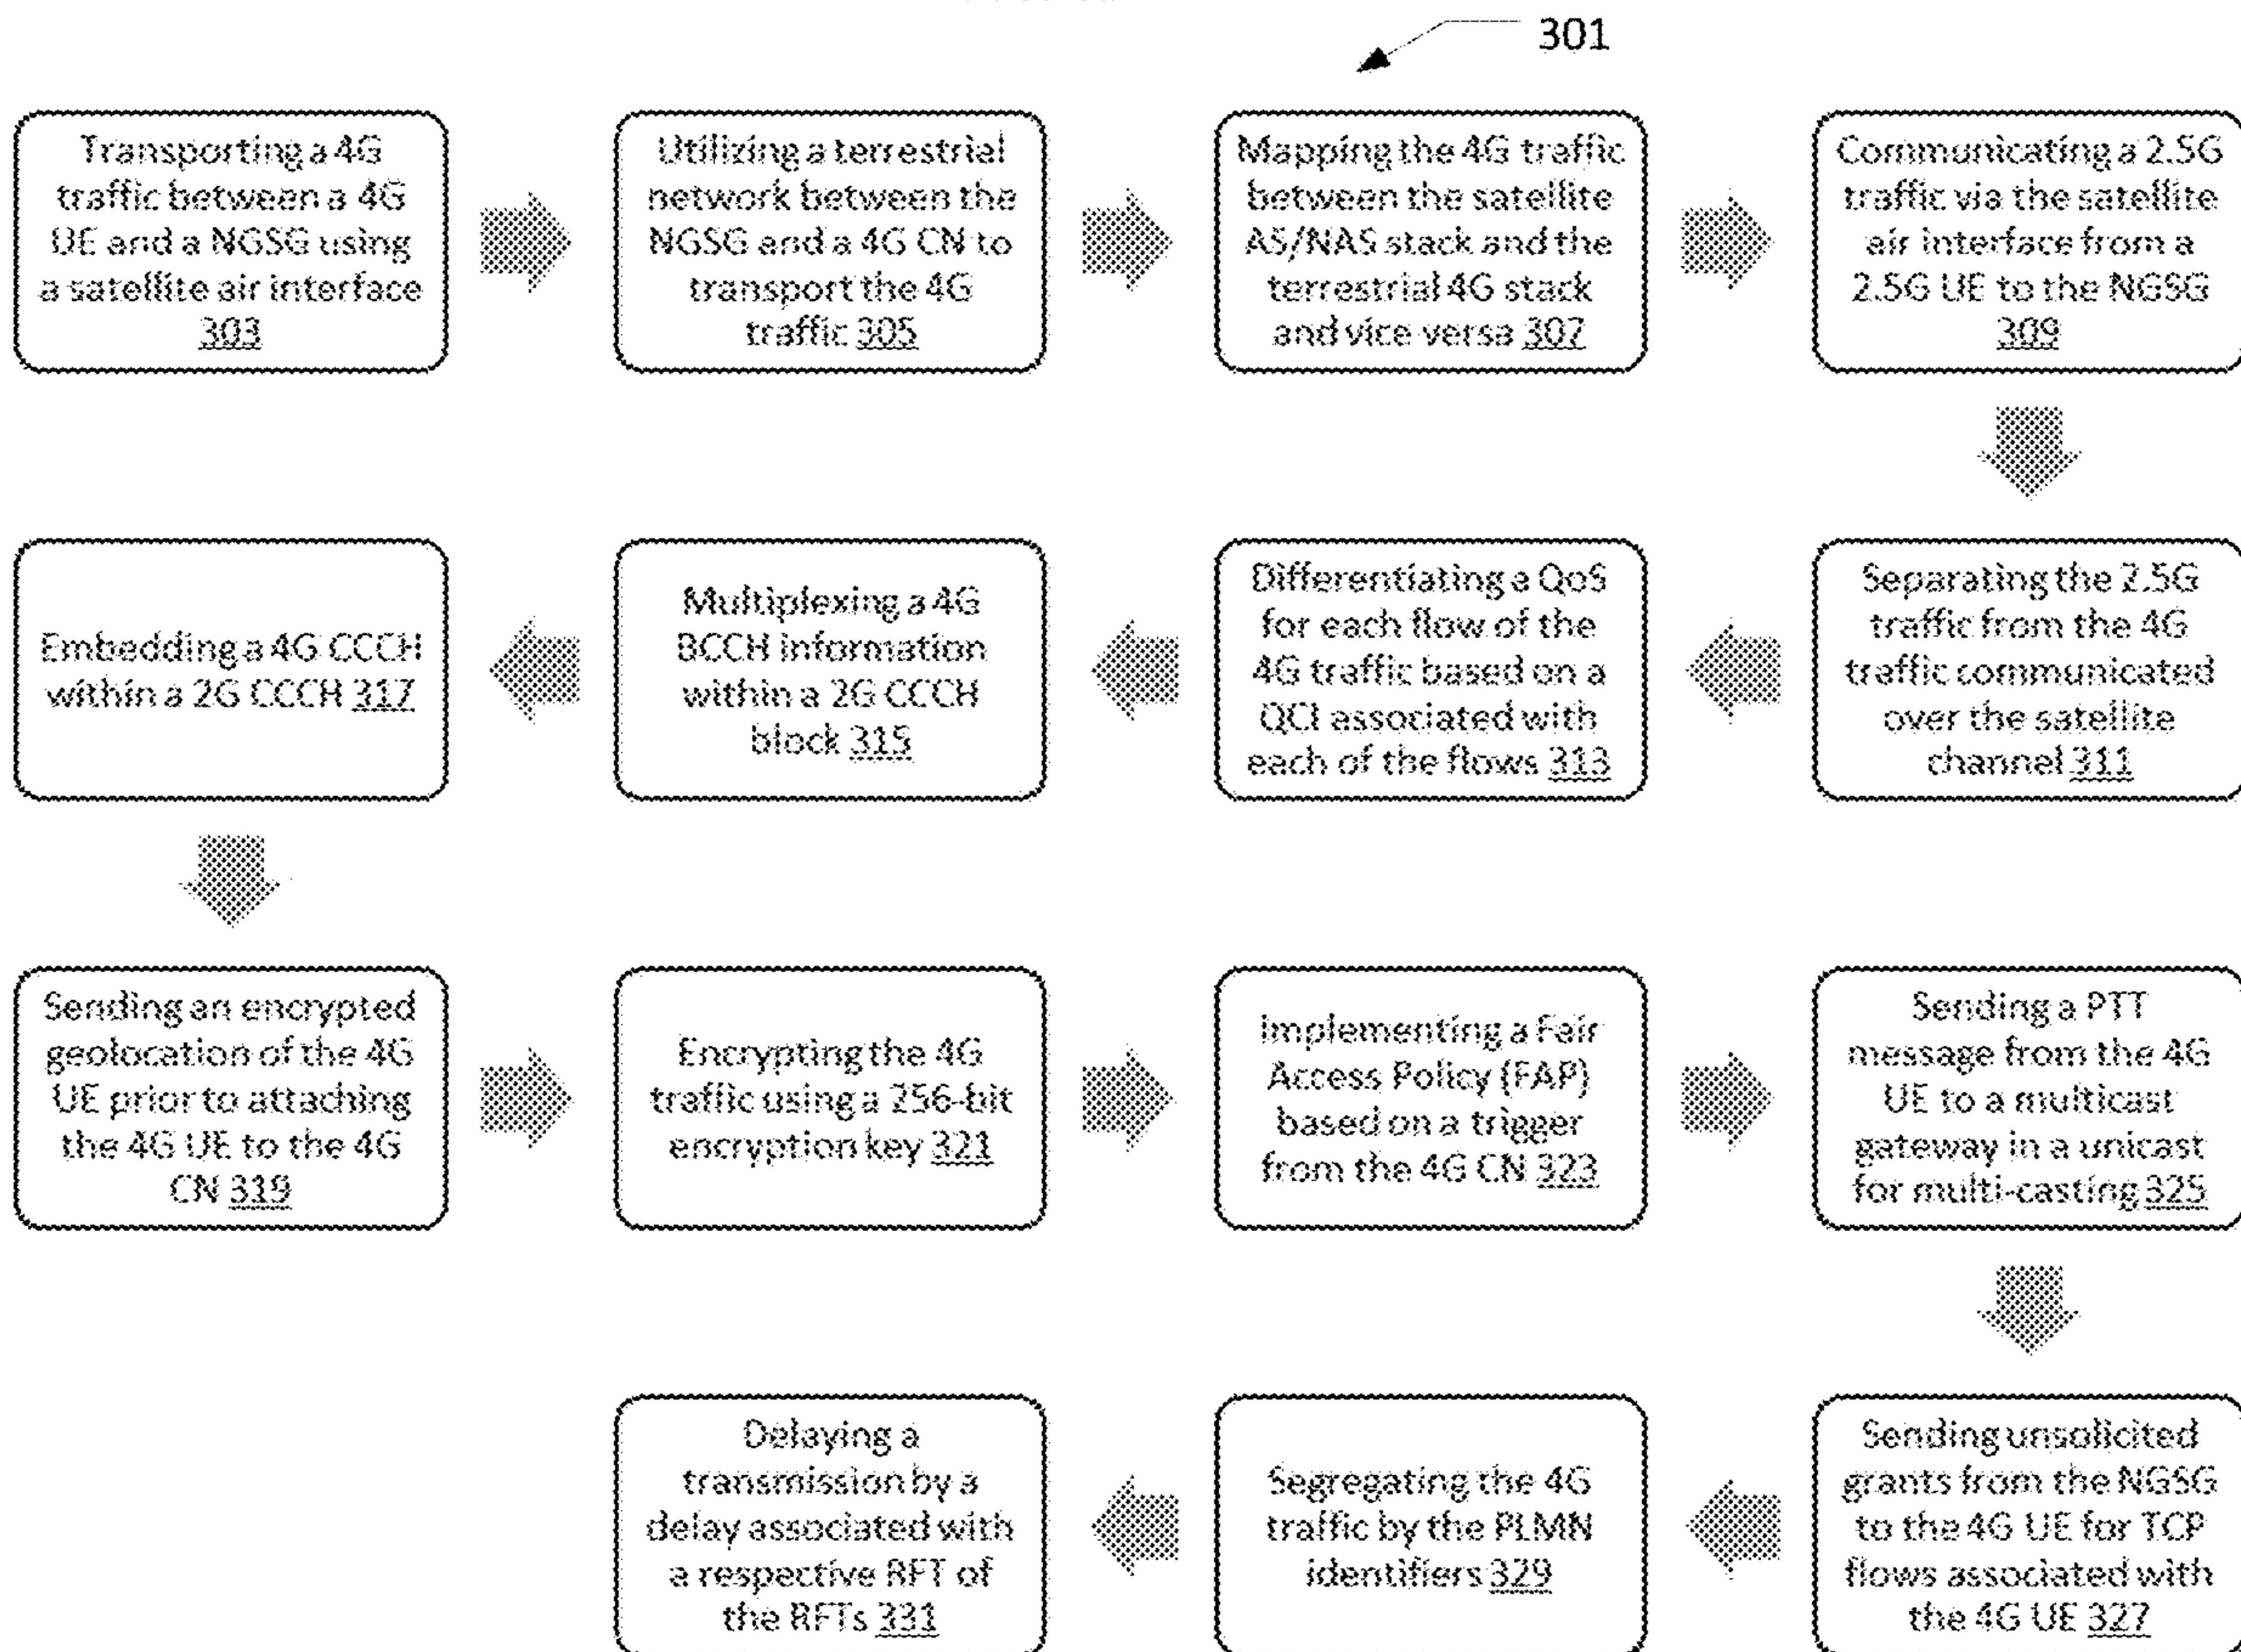 301
Transporting a 4G
traffic between a 4G
UE and a NGSG using
a satellite air interface
303
Utilizing a terrestrial
network between the
NGSG and a 4G CN to
transport the 4G
traffic 305
Mapping the 4G traffic
between the satellite
AS/NAS stack and the
terrestrial 4G stack
and vice versa 307
Communicating a 2.5G
traffic via the satellite
air interface from a
2.5G UE to the NGSG
309
Separating the 2.5G
traffic from the 4G
traffic communicated
over the satellite
channel 311
Differentiating a QoS
for each flow of the
4G traffic based on a
QCI associated with
each of the flows 313
Multiplexing a 4G
BCCH information
within a 2G CCCH
block 315
Embedding a 4G CCCH
within a 2G CCCH 317
Sending an encrypted
geolocation of the 4G
UE prior to attaching
the 4G UE to the 4G
CN 319
Encrypting the 4G
traffic using a 256-bit
encryption key 321
Implementing a Fair
Access Policy (FAP)
based on a trigger
from the 4G CN 323
Sending a PTT
message from the 4G
UE to a multicast
gateway in a unicast
for multi-casting 325
Sending unsolicited
grants from the NGSG
to the 4G UE for TCP
flows associated with
the 4G UE 327
Segregating the 4G
traffic by the PLMN
identifiers 329
Delaying a
transmission by a
delay associated with
a respective RFT of
the RFTs 331